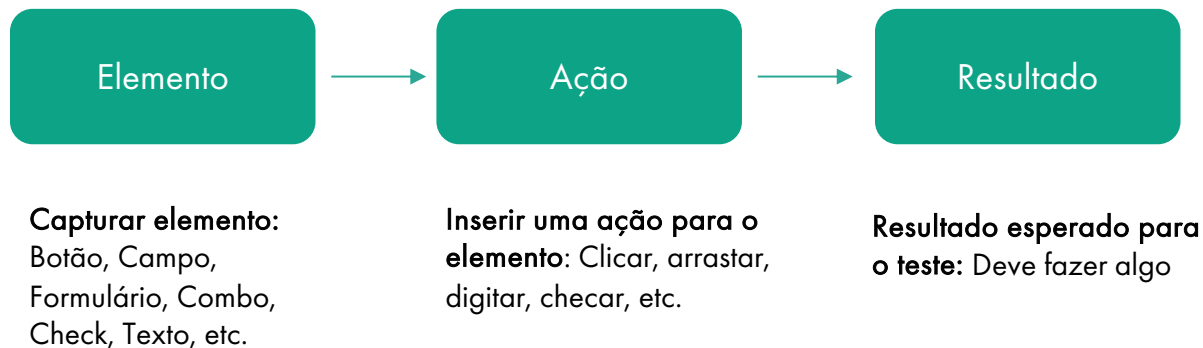 Elemento
Ação
Resultado
Capturar elemento:
Botão, Campo,
Formulário, Combo,
Check, Texto, etc.
Inserir uma ação para o
elemento: Clicar, arrastar,
digitar, checar, etc.
Resultado esperado para
o teste: Deve fazer algo